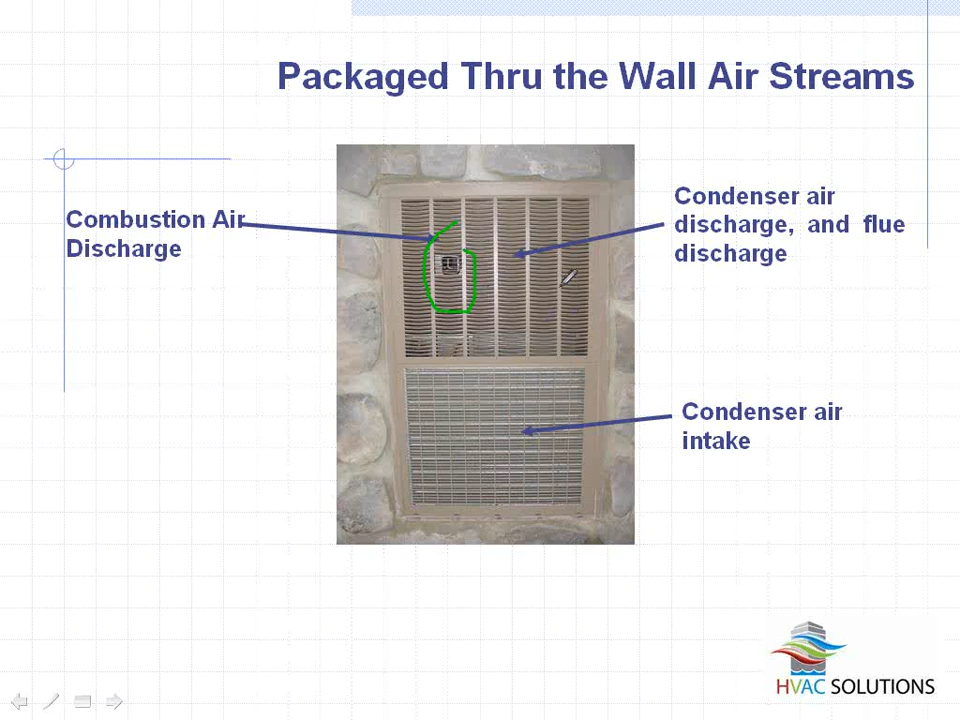 Packaged Thru the Wall Air Streams
Combustion Air
Discharge
Condenser air
discharge, and flue
discharge
Condenser air
intake
HVAC SOLUTIONS